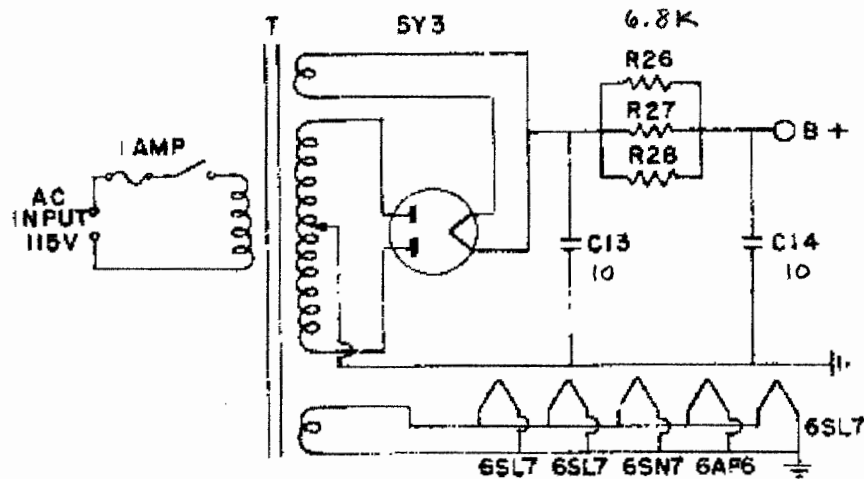 T
5Y3
6.8K
R26
R27
R28
B +
1 AMP
AC
INPUT
115V
C13
10
C14
10
6SL7
6SL7
6SL7
6SN7
6AF6